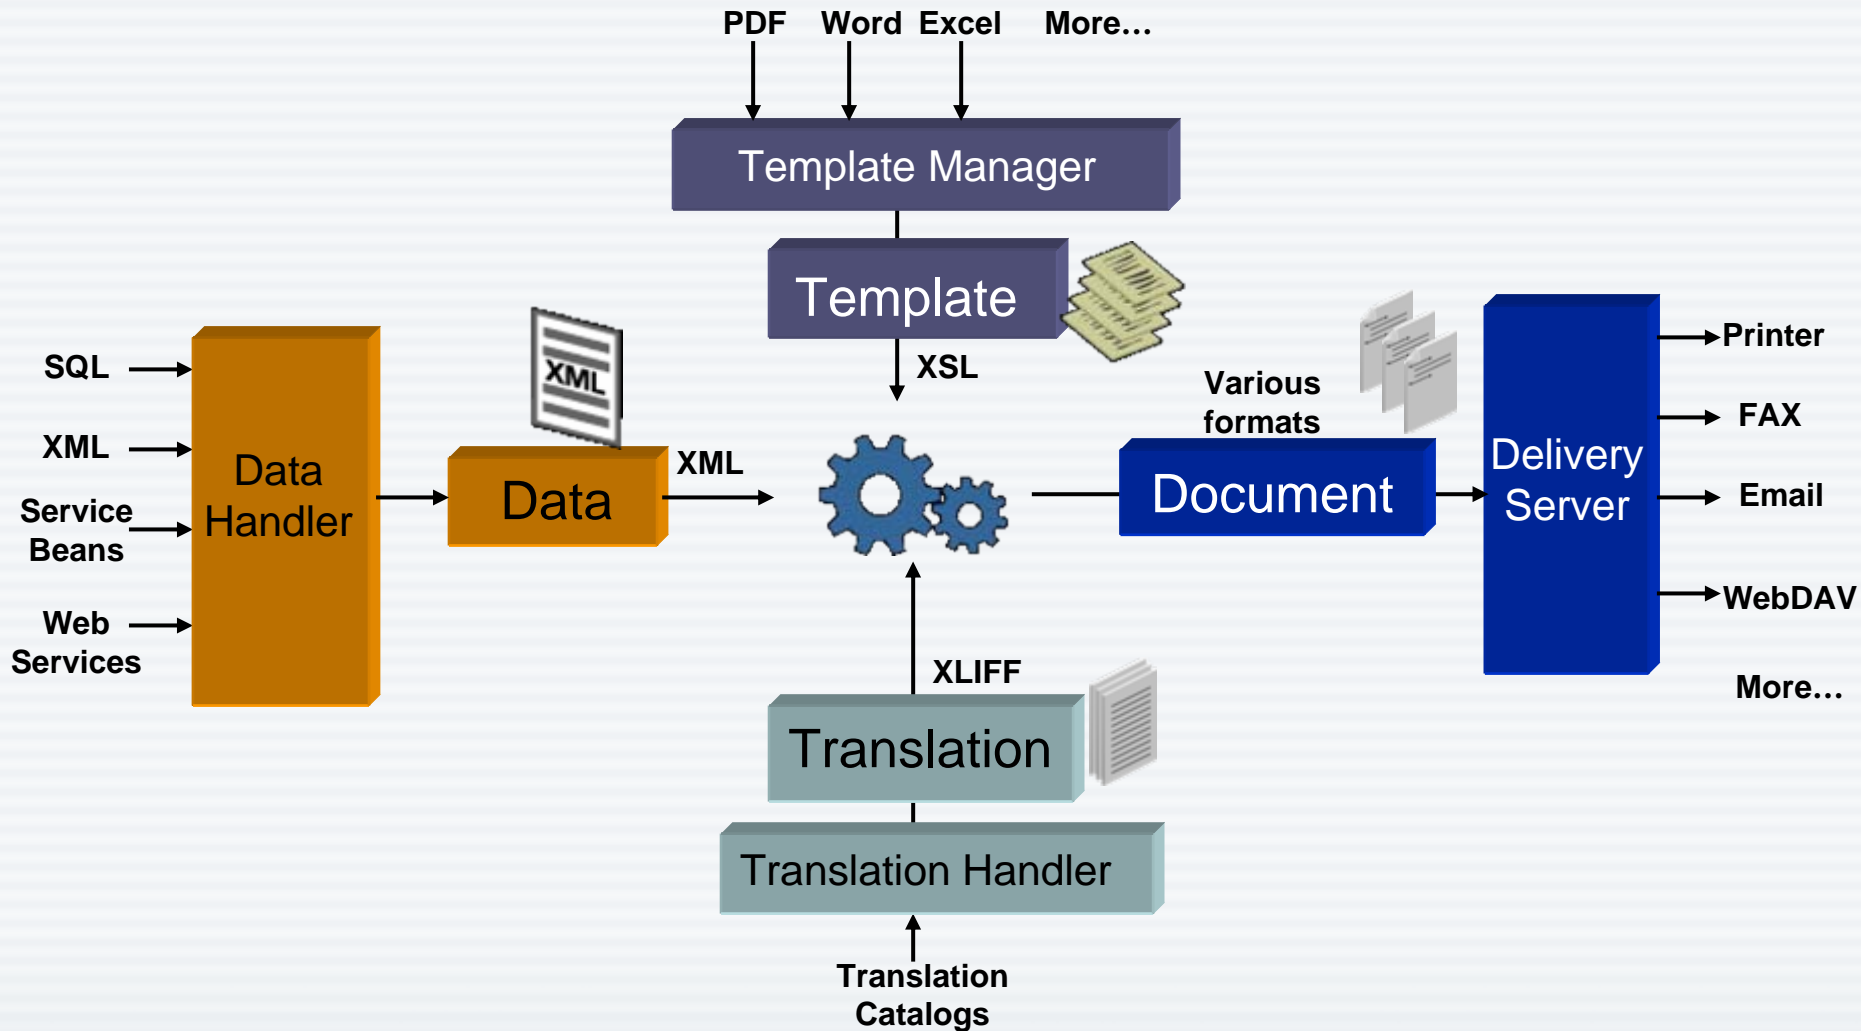 PDF Word Excel More…
Template Manager
Template
XSL
SQL
XML
Service
Beans
Web
Services
Data
Handler
XML
Data
XML
Various
formats
Document
Delivery
Server
Printer
FAX
Email
WebDAV
More…
XLIFF
Translation
Translation Handler
Translation
Catalogs